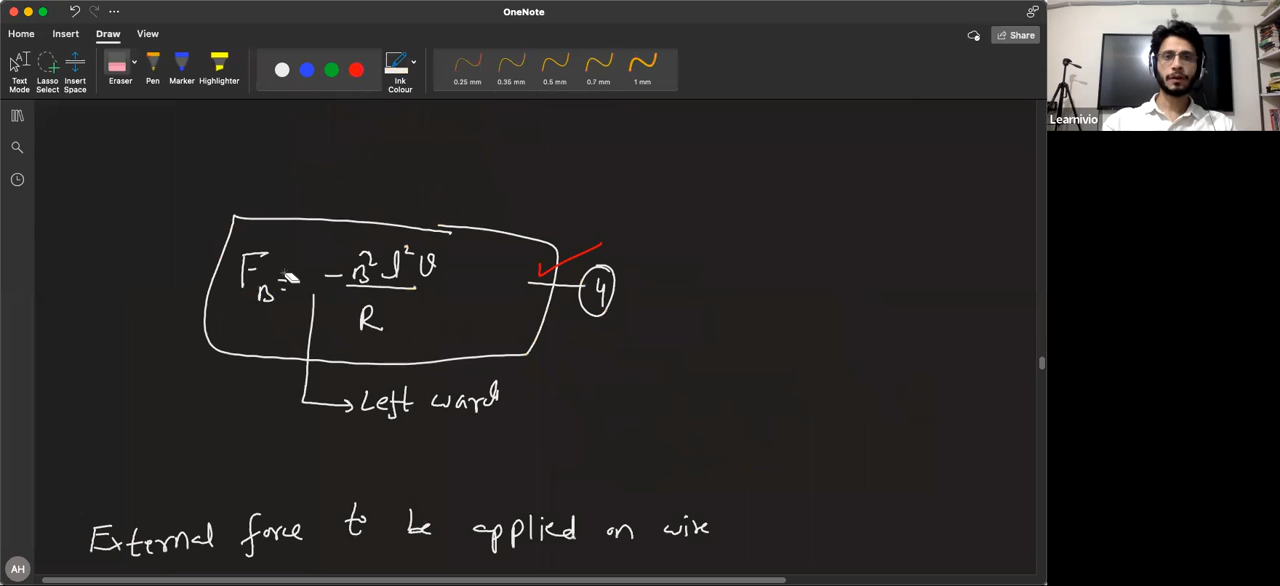 OneNote
Home Insert Draw View
Share
Text Mode
Lasso Select
Insert Space
Eraser
Pen
Marker
Highlighter
Ink Colour
0.25 mm
0.35 mm
0.5 mm
0.7 mm
1 mm
Learnivio
F_B = - B² l² v
R
4
Left ward
External force to be applied on wire
AH